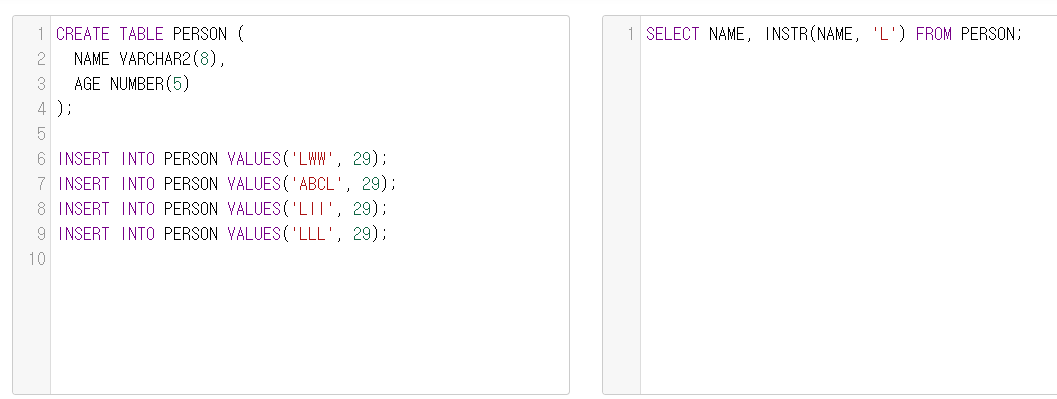 1 CREATE TABLE PERSON (
2 NAME VARCHAR2(8),
3 AGE NUMBER(5)
4 );
5
6 INSERT INTO PERSON VALUES('LWW', 29);
7 INSERT INTO PERSON VALUES('ABCL', 29);
8 INSERT INTO PERSON VALUES('LII', 29);
9 INSERT INTO PERSON VALUES('LLL', 29);
10
1 SELECT NAME, INSTR(NAME, 'L') FROM PERSON;